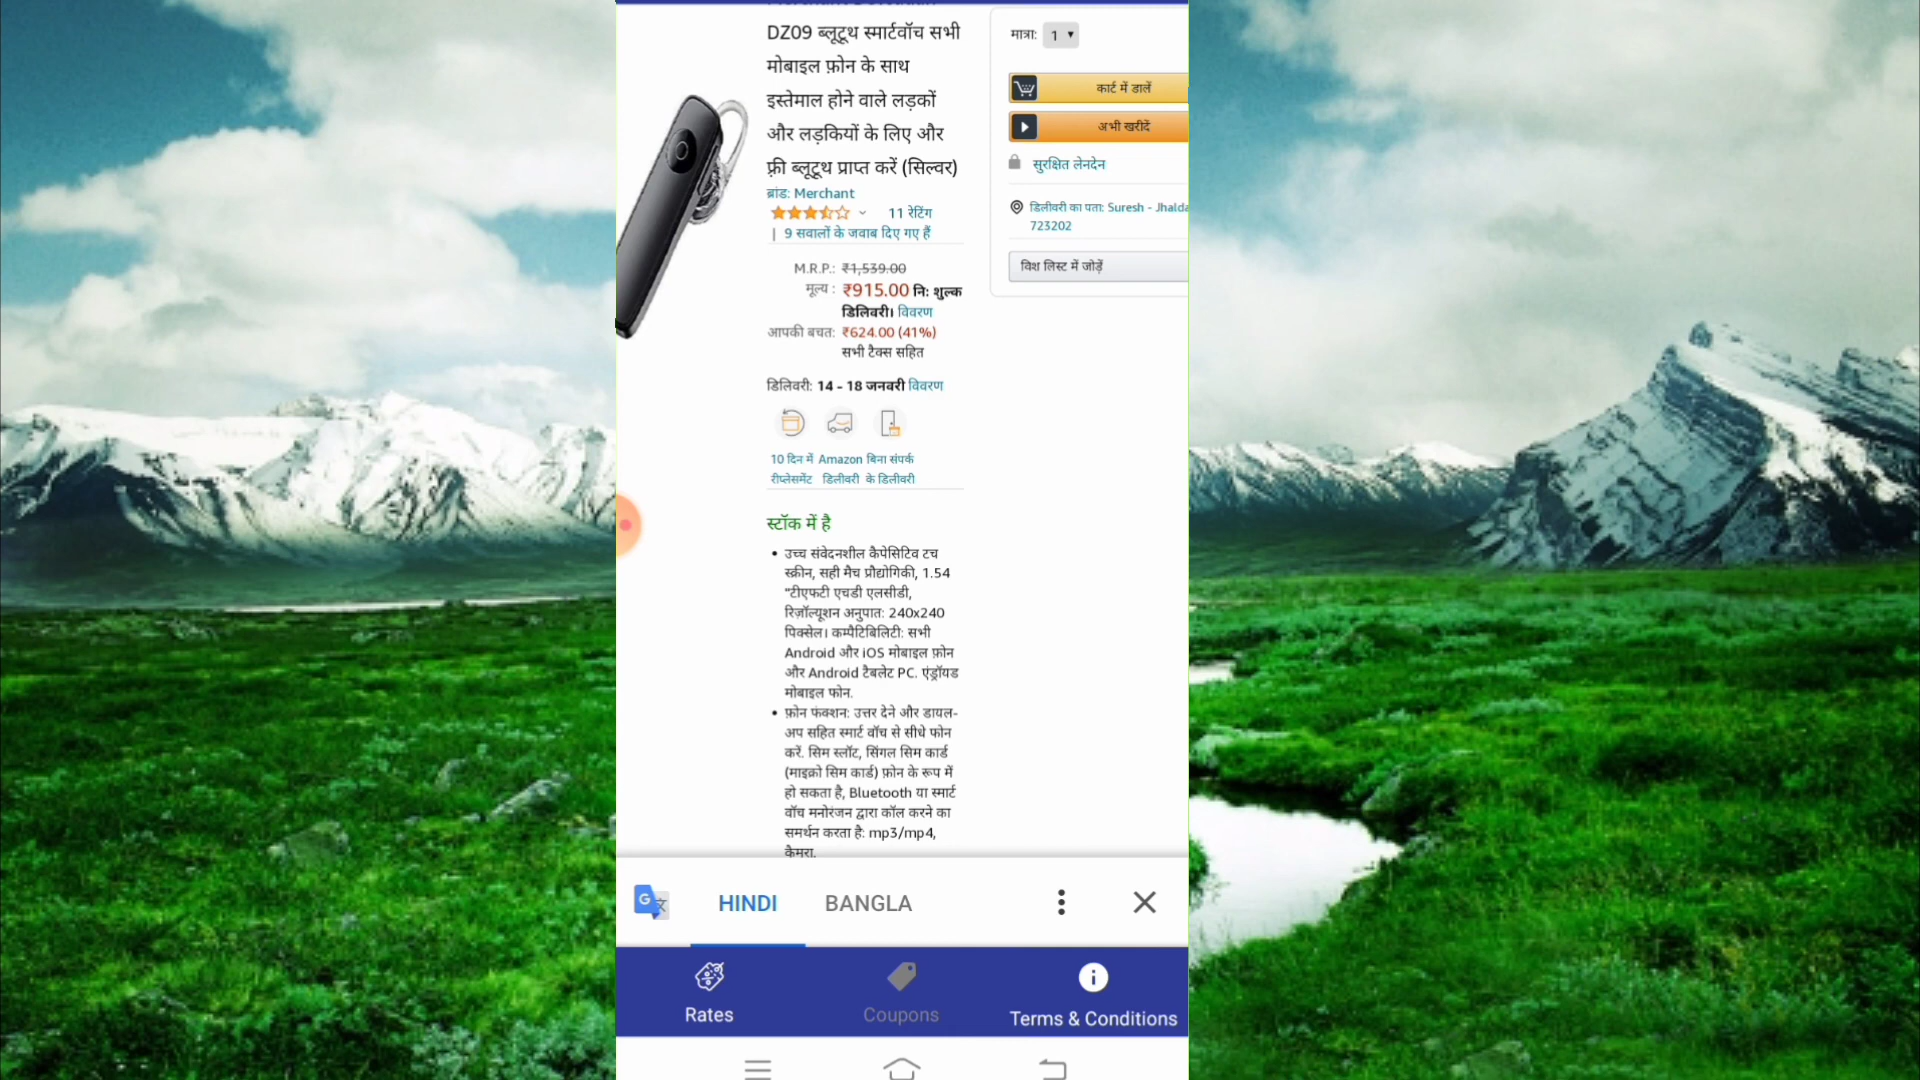 DZ09 ब्लूटूथ स्मार्टवॉच सभी
मोबाइल फ़ोन के साथ
इस्तेमाल होने वाले लड़कों
और लड़कियों के लिए और
फ़्री ब्लूटूथ प्राप्त करें (सिल्वर)
ब्रांड: Merchant
11 रेटिंग
| 9 सवालों के जवाब दिए गए हैं
M.R.P.: ₹1,539.00
मूल्य : ₹915.00 नि: शुल्क
डिलिवरी। विवरण
आपकी बचत: ₹624.00 (41%)
सभी टैक्स सहित
डिलिवरी: 14 - 18 जनवरी विवरण
10 दिन में रीप्लेसमेंट
Amazon डिलीवरी
बिना संपर्क के डिलीवरी
स्टॉक में है
• उच्च संवेदनशील कैपेसिटिव टच
स्क्रीन, सही मैच प्रौद्योगिकी, 1.54
"टीएफटी एचडी एलसीडी,
रिज़ॉल्यूशन अनुपात: 240x240
पिक्सेल। कम्पैटिबिलिटी: सभी
Android और iOS मोबाइल फ़ोन
और Android टैबलेट PC. एंड्रॉयड
मोबाइल फोन.
• फ़ोन फंक्शन: उत्तर देने और डायल-
अप सहित स्मार्ट वॉच से सीधे फोन
करें. सिम स्लॉट, सिंगल सिम कार्ड
(माइक्रो सिम कार्ड) फ़ोन के रूप में
हो सकता है, Bluetooth या स्मार्ट
वॉच मनोरंजन द्वारा कॉल करने का
समर्थन करता है: mp3/mp4,
कैमरा.
मात्रा: 1
कार्ट में डालें
अभी खरीदें
सुरक्षित लेनदेन
डिलीवरी का पता: Suresh - Jhalda
723202
विश लिस्ट में जोड़ें
HINDI BANGLA
Rates Coupons Terms & Conditions